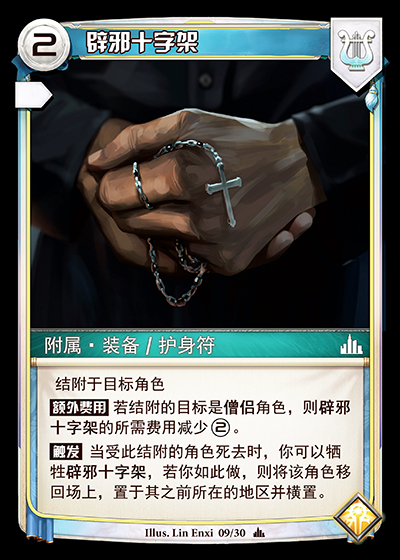 2 辟邪十字架
附属·装备 / 护身符
结附于目标角色
额外费用 若结附的目标是僧侣角色，则辟邪
十字架的所需费用减少②。
触发 当受此结附的角色死去时，你可以牺
牲辟邪十字架，若你如此做，则将该角色移
回场上，置于其之前所在的地区并横置。
Illus. Lin Enxi 09/30